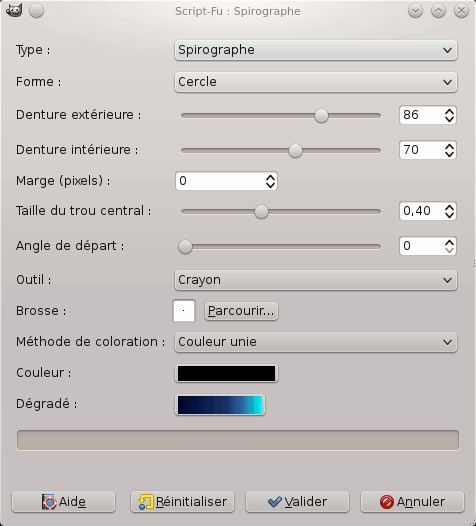 Script-Fu : Spirographe
Type : Spirographe
Forme : Cercle
Denture extérieure : 86
Denture intérieure : 70
Marge (pixels) : 0
Taille du trou central : 0,40
Angle de départ : 0
Outil : Crayon
Brosse : Parcourir...
Méthode de coloration : Couleur unie
Couleur :
Dégradé :
Aide Réinitialiser Valider Annuler